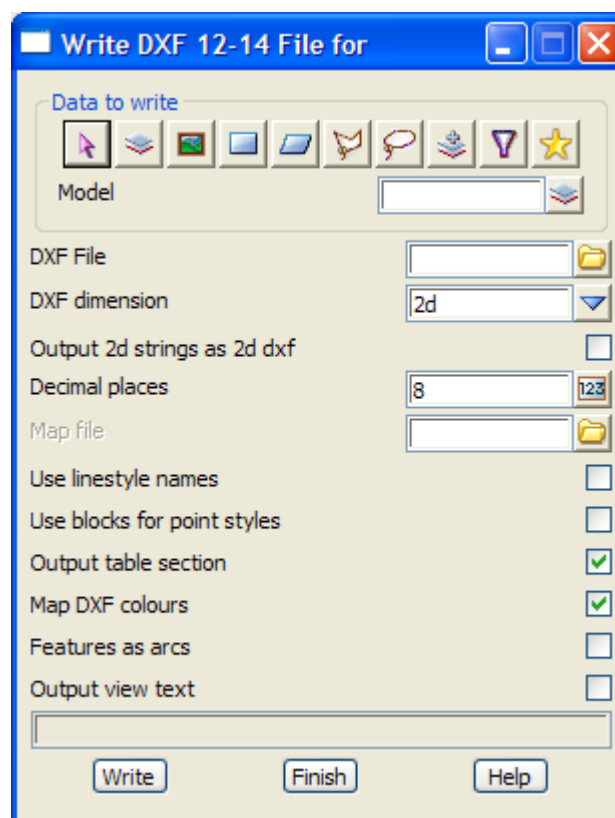 Write DXF 12-14 File for
Data to write
Model
DXF File
DXF dimension 2d
Output 2d strings as 2d dxf
Decimal places 8 123
Map file
Use linestyle names
Use blocks for point styles
Output table section
Map DXF colours
Features as arcs
Output view text
Write Finish Help